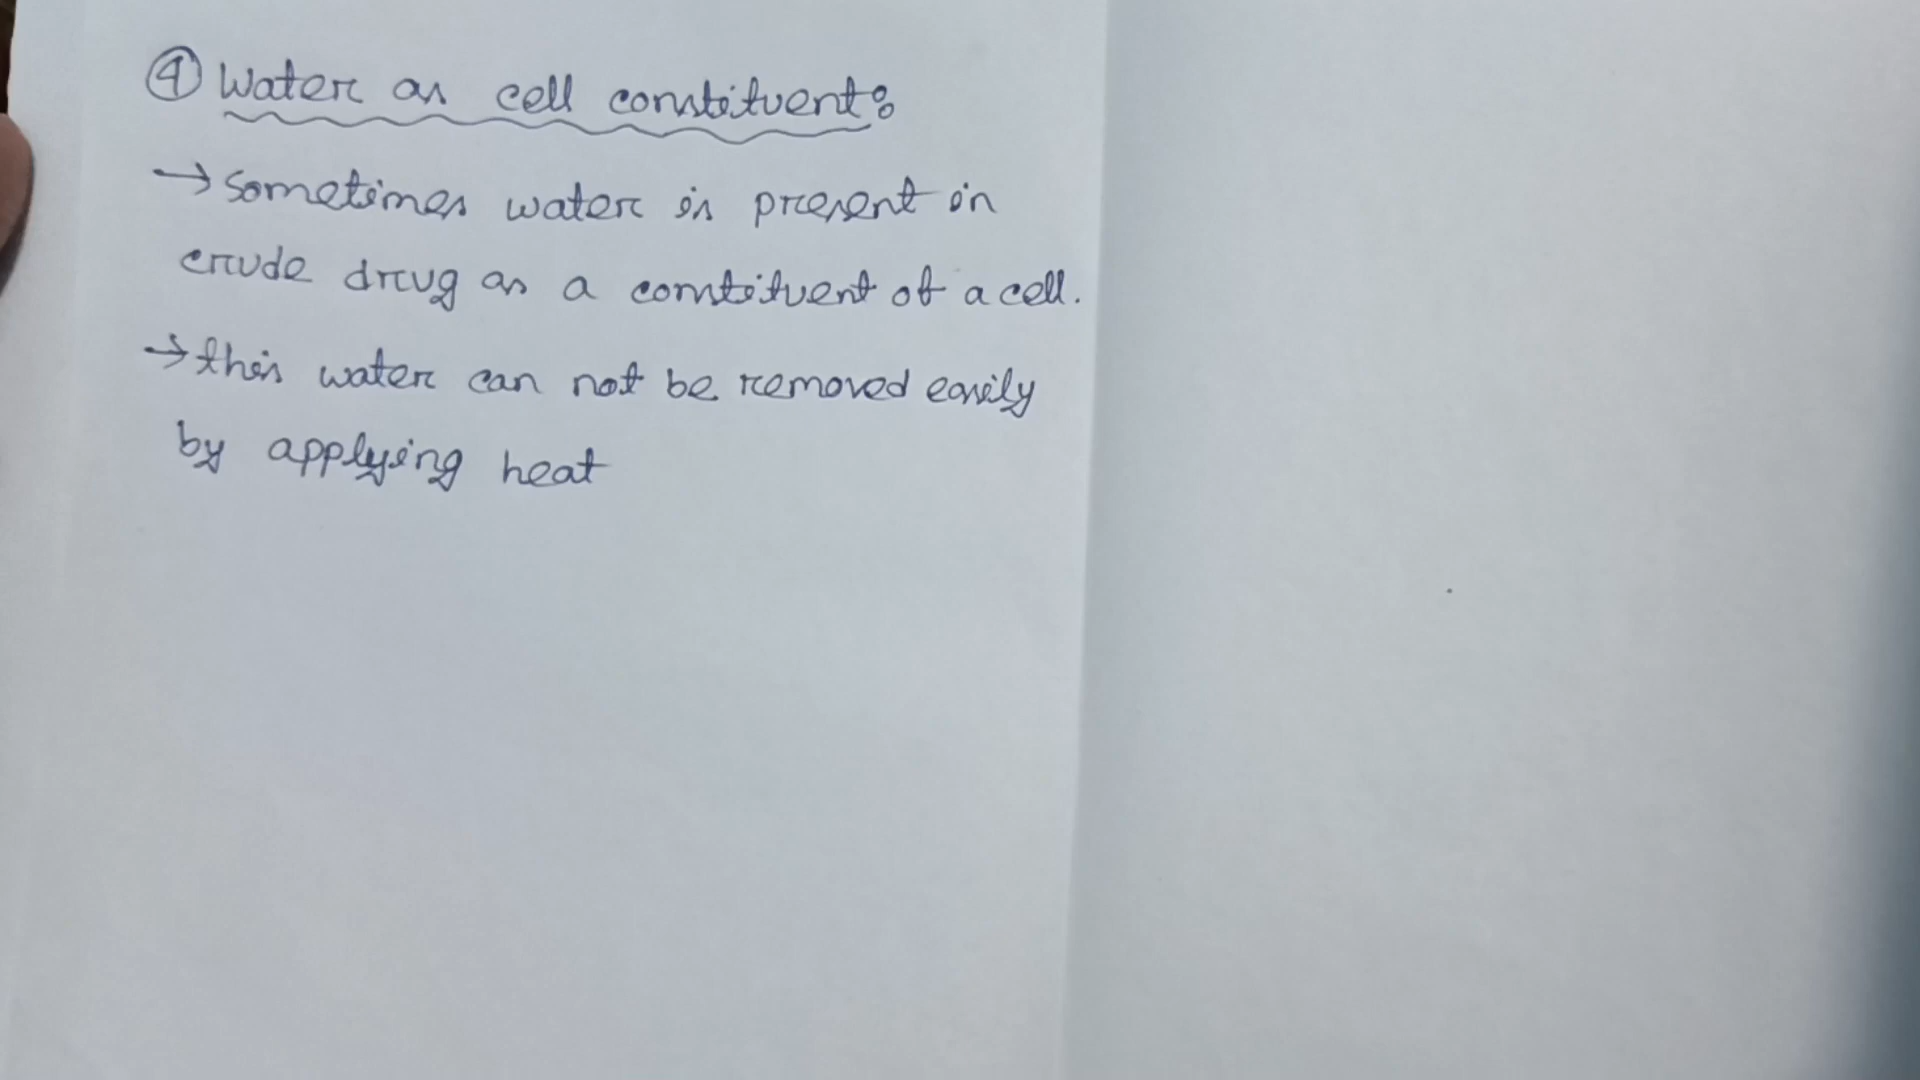 ④ Water as cell constituent:
→ Sometimes water is present in
crude drug as a constituent of a cell.
→ this water can not be removed easily
by applying heat